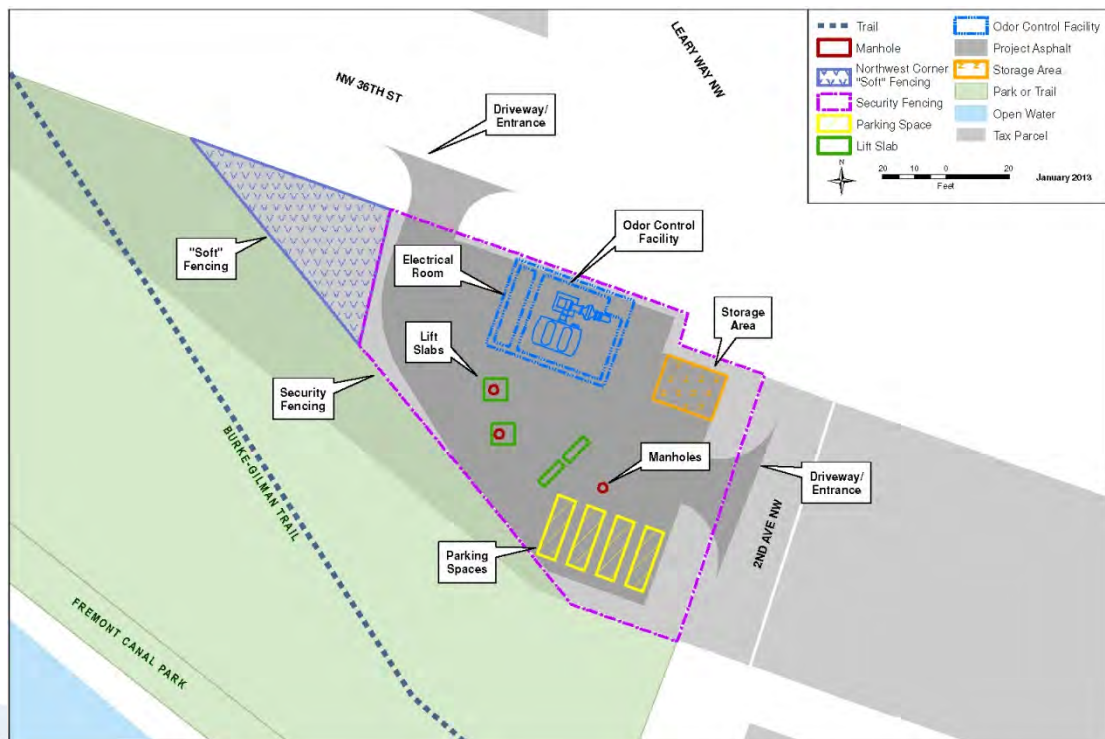 LEARY WAY NW
NW 36TH ST
Driveway/
Entrance
Trail
Manhole
Northwest Corner
"Soft" Fencing
Security Fencing
Parking Space
Lift Slab
Odor Control Facility
Project Asphalt
Storage Area
Park or Trail
Open Water
Tax Parcel
N
20 10 0 20
Feet
January 2013
"Soft"
Fencing
Electrical
Room
Odor Control
Facility
Storage
Area
Lift
Slabs
Security
Fencing
Manholes
Driveway/
Entrance
2ND AVE NW
Parking
Spaces
BURKE-GILMAN TRAIL
FREMONT CANAL PARK